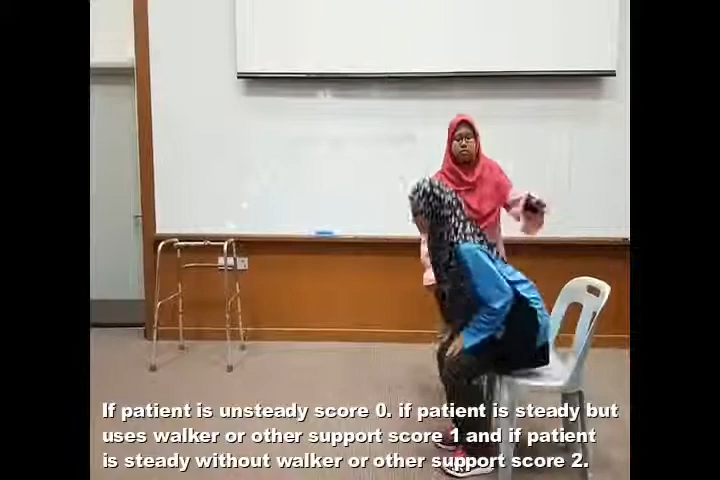 If patient is unsteady score 0. if patient is steady but
uses walker or other support score 1 and if patient
is steady without walker or other support score 2.